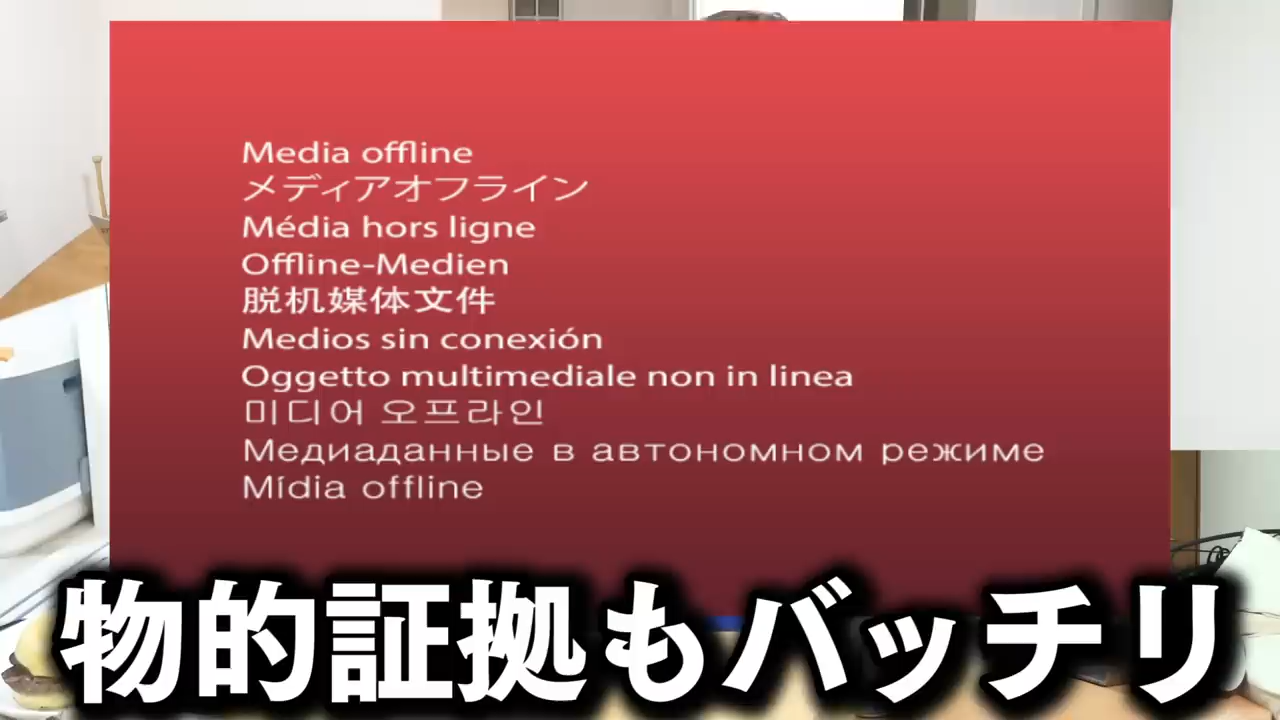 Media offline
メディアオフライン
Média hors ligne
Offline-Medien
脱机媒体文件
Medios sin conexión
Oggetto multimediale non in linea
미디어 오프라인
Медиаданные в автономном режиме
Mídia offline
物的証拠もバッチリ